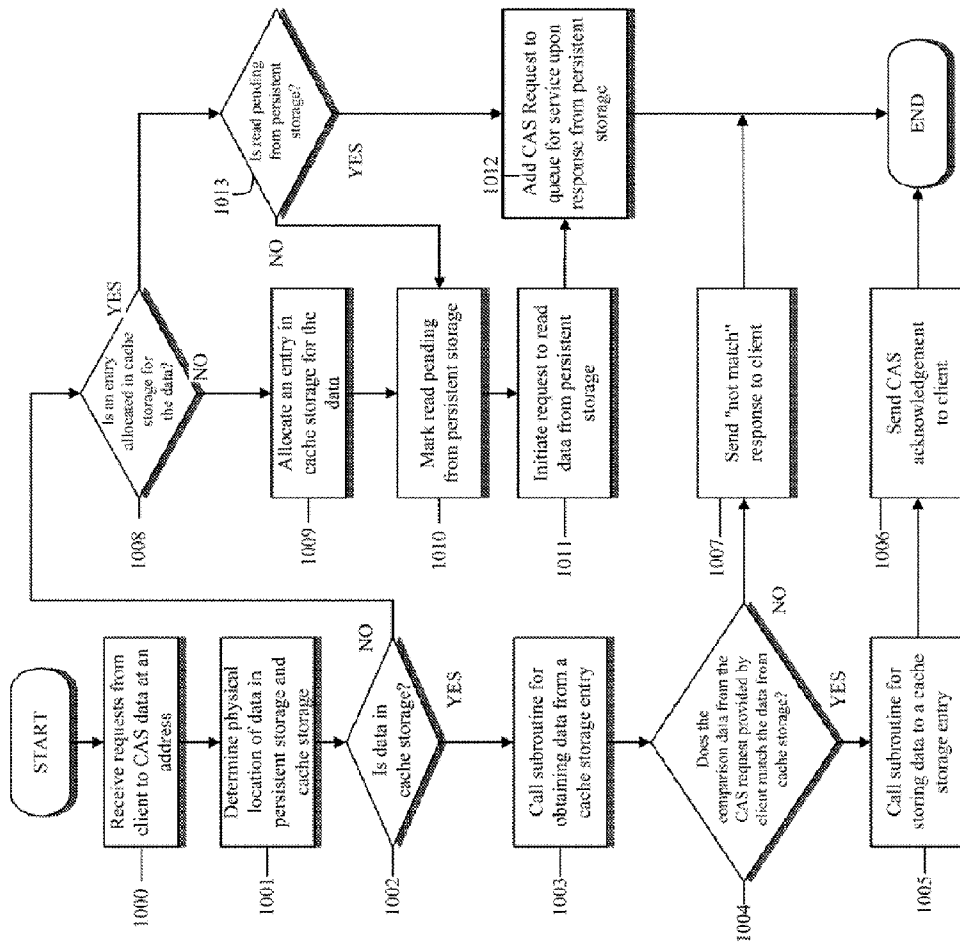 START
Receive requests from
client to CAS data at an
address
1000
Determine physical
location of data in
persistent storage and
cache storage
1001
Is data in
cache storage?
1002
NO
YES
Call subroutine for
obtaining data from a
cache storage entry
1003
Does the
comparison data from the
CAS request provided by
client match the data from
cache storage?
1004
NO
YES
Call subroutine for
storing data to a cache
storage entry
1005
Send CAS
acknowledgement
to client
1006
Send "not match"
response to client
1007
Is an entry
allocated in cache
storage for
the data?
1008
YES
NO
Allocate an entry in
cache storage for the
data
1009
Mark read pending
from persistent storage
1010
Initiate request to read
data from persistent
storage
1011
Is read pending
from persistent
storage?
1013
NO
YES
Add CAS Request to
queue for service upon
response from persistent
storage
1012
END